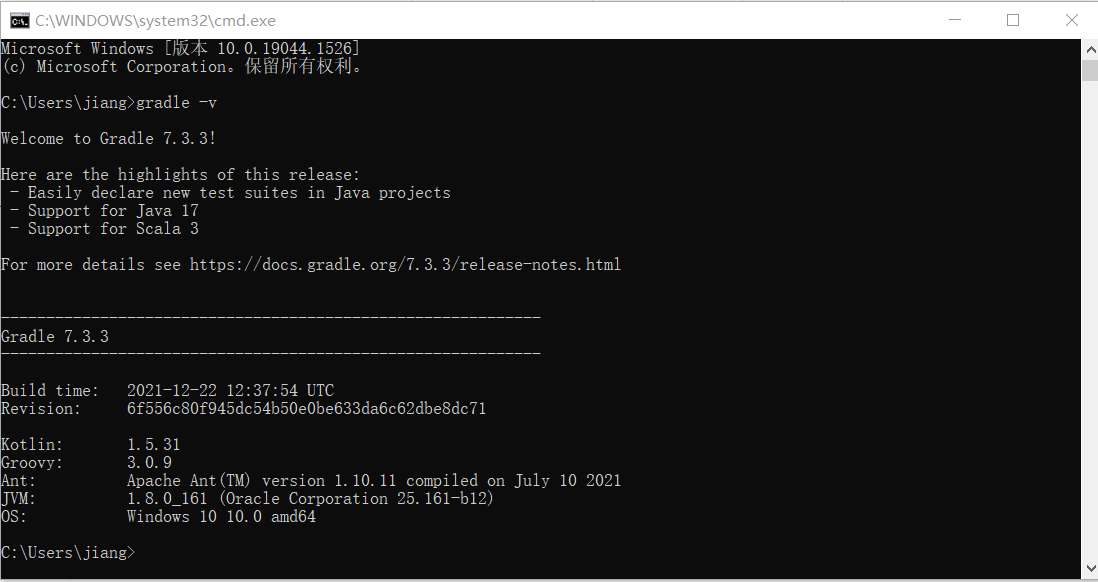 C:\WINDOWS\system32\cmd.exe
Microsoft Windows [版本 10.0.19044.1526]
(c) Microsoft Corporation。保留所有权利。
C:\Users\jiang>gradle -v
Welcome to Gradle 7.3.3!
Here are the highlights of this release:
 - Easily declare new test suites in Java projects
 - Support for Java 17
 - Support for Scala 3
For more details see https://docs.gradle.org/7.3.3/release-notes.html
------------------------------------------------------------
Gradle 7.3.3
------------------------------------------------------------
Build time:   2021-12-22 12:37:54 UTC
Revision:     6f556c80f945dc54b50e0be633da6c62dbe8dc71
Kotlin:       1.5.31
Groovy:       3.0.9
Ant:          Apache Ant(TM) version 1.10.11 compiled on July 10 2021
JVM:          1.8.0_161 (Oracle Corporation 25.161-b12)
OS:           Windows 10 10.0 amd64
C:\Users\jiang>